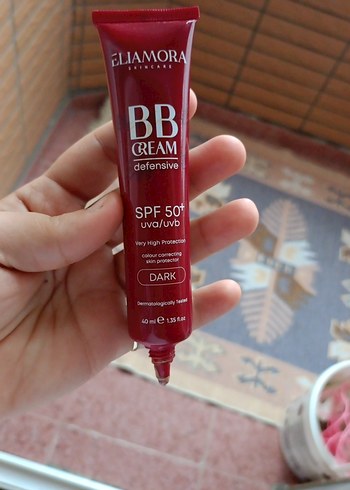 ELIAMORA
SKINCARE
BB
CREAM
defensive
SPF 50+
uva/uvb
Very High Protection
colour correcting
skin protector
DARK
Dermatologically Tested
40 ml ℮ 1.35 fl.oz